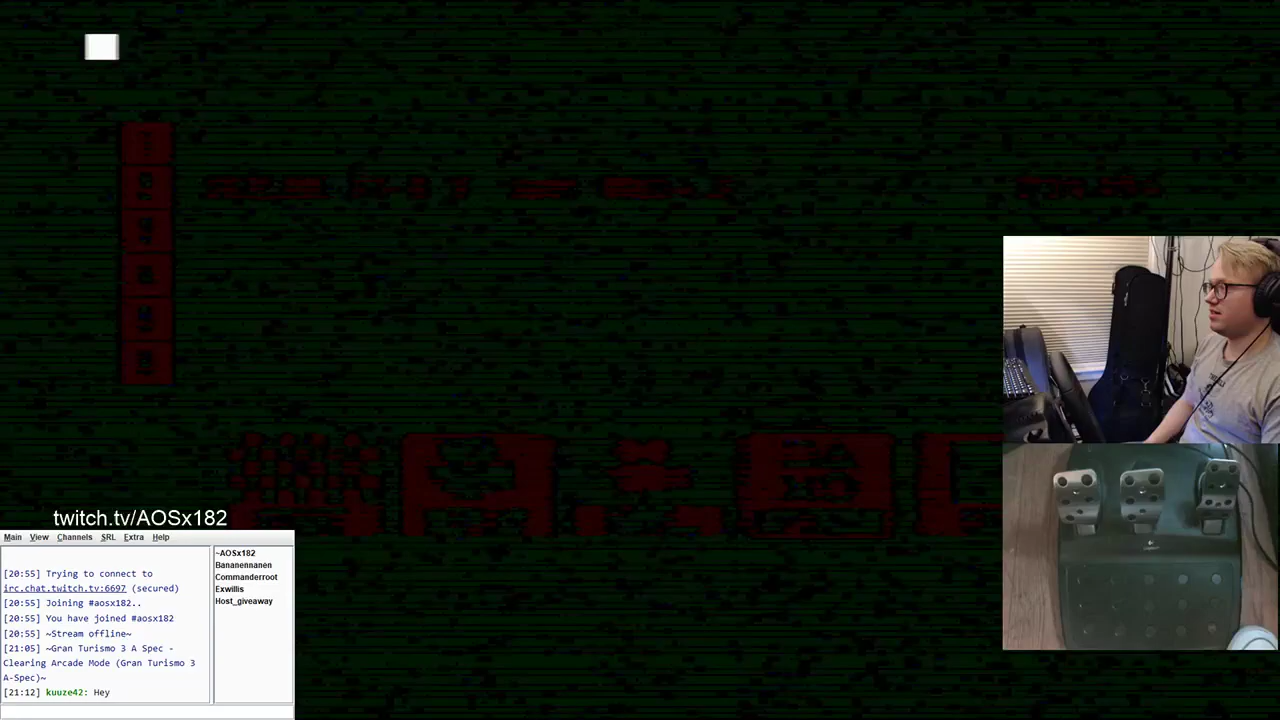 twitch.tv/AOSx182
Main View Channels SRL Extra Help
[20:55] Trying to connect to
irc.chat.twitch.tv:6697 (secured)
[20:55] Joining #aosx182..
[20:55] You have joined #aosx182
[20:55] ~Stream offline~
[21:05] ~Gran Turismo 3 A Spec -
Clearing Arcade Mode (Gran Turismo 3
A-Spec)~
[21:12] kuuze42: Hey
~AOSx182
Bananennanen
Commanderroot
Exwillis
Host_giveaway